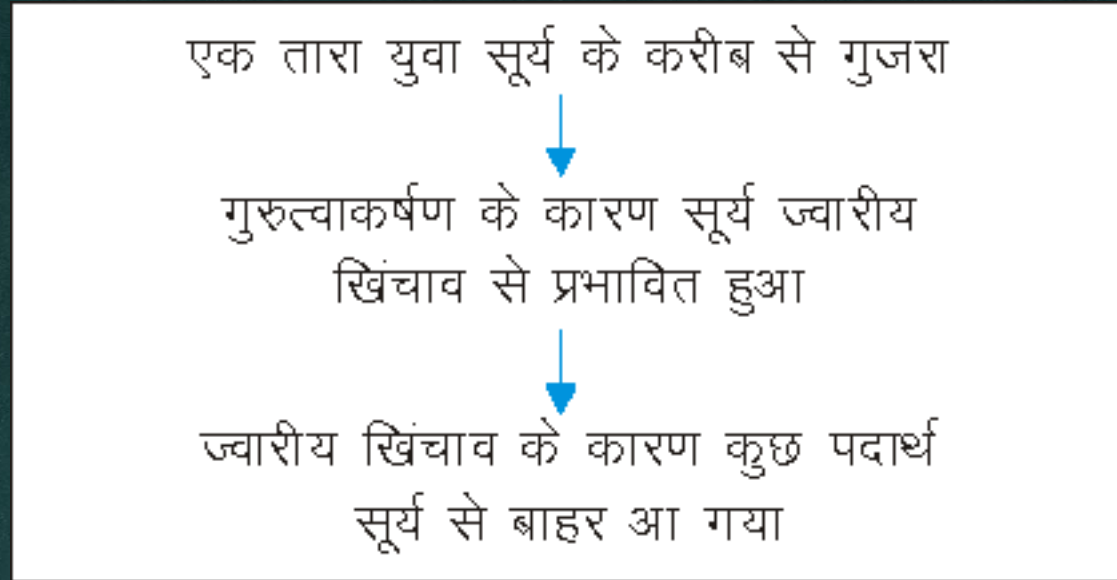 एक तारा युवा सूर्य के करीब से गुजरा
गुरुत्वाकर्षण के कारण सूर्य ज्वारीय
खिंचाव से प्रभावित हुआ
ज्वारीय खिंचाव के कारण कुछ पदार्थ
सूर्य से बाहर आ गया